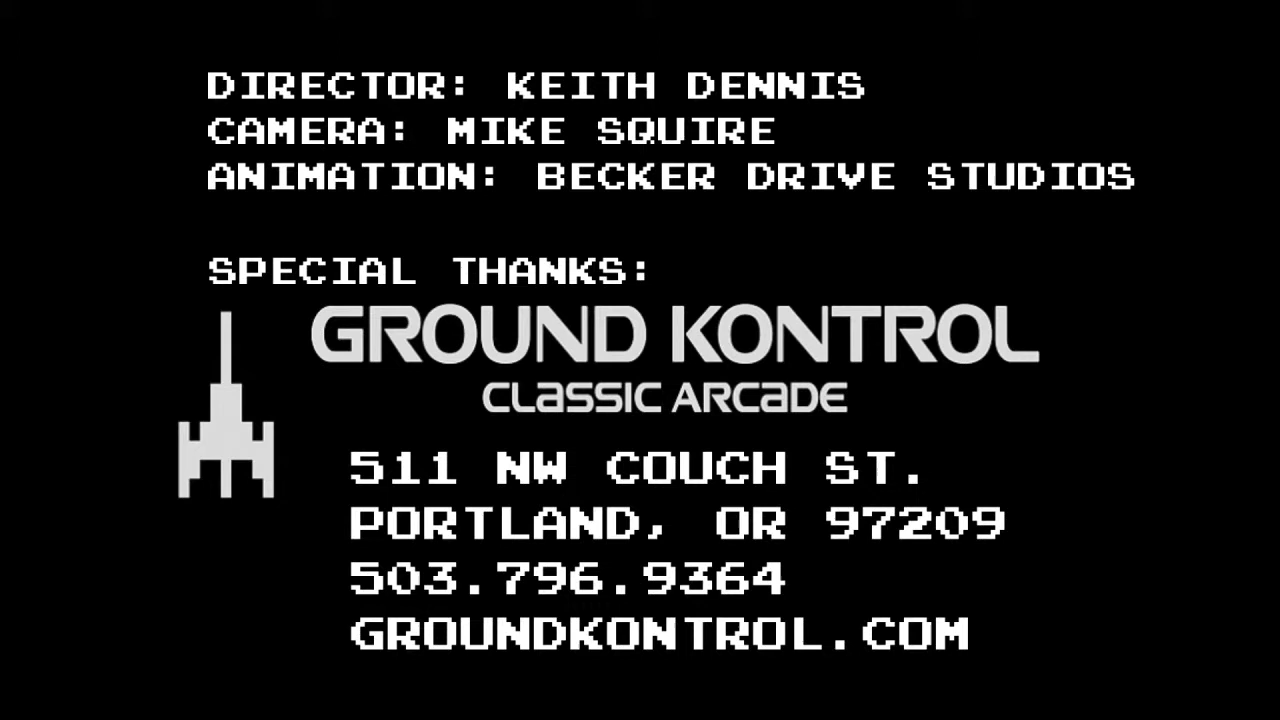 DIRECTOR: KEITH DENNIS
CAMERA: MIKE SQUIRE
ANIMATION: BECKER DRIVE STUDIOS
SPECIAL THANKS:
GROUND KONTROL
CLASSIC ARCADE
511 NW COUCH ST.
PORTLAND, OR 97209
503.796.9364
GROUNDKONTROL.COM